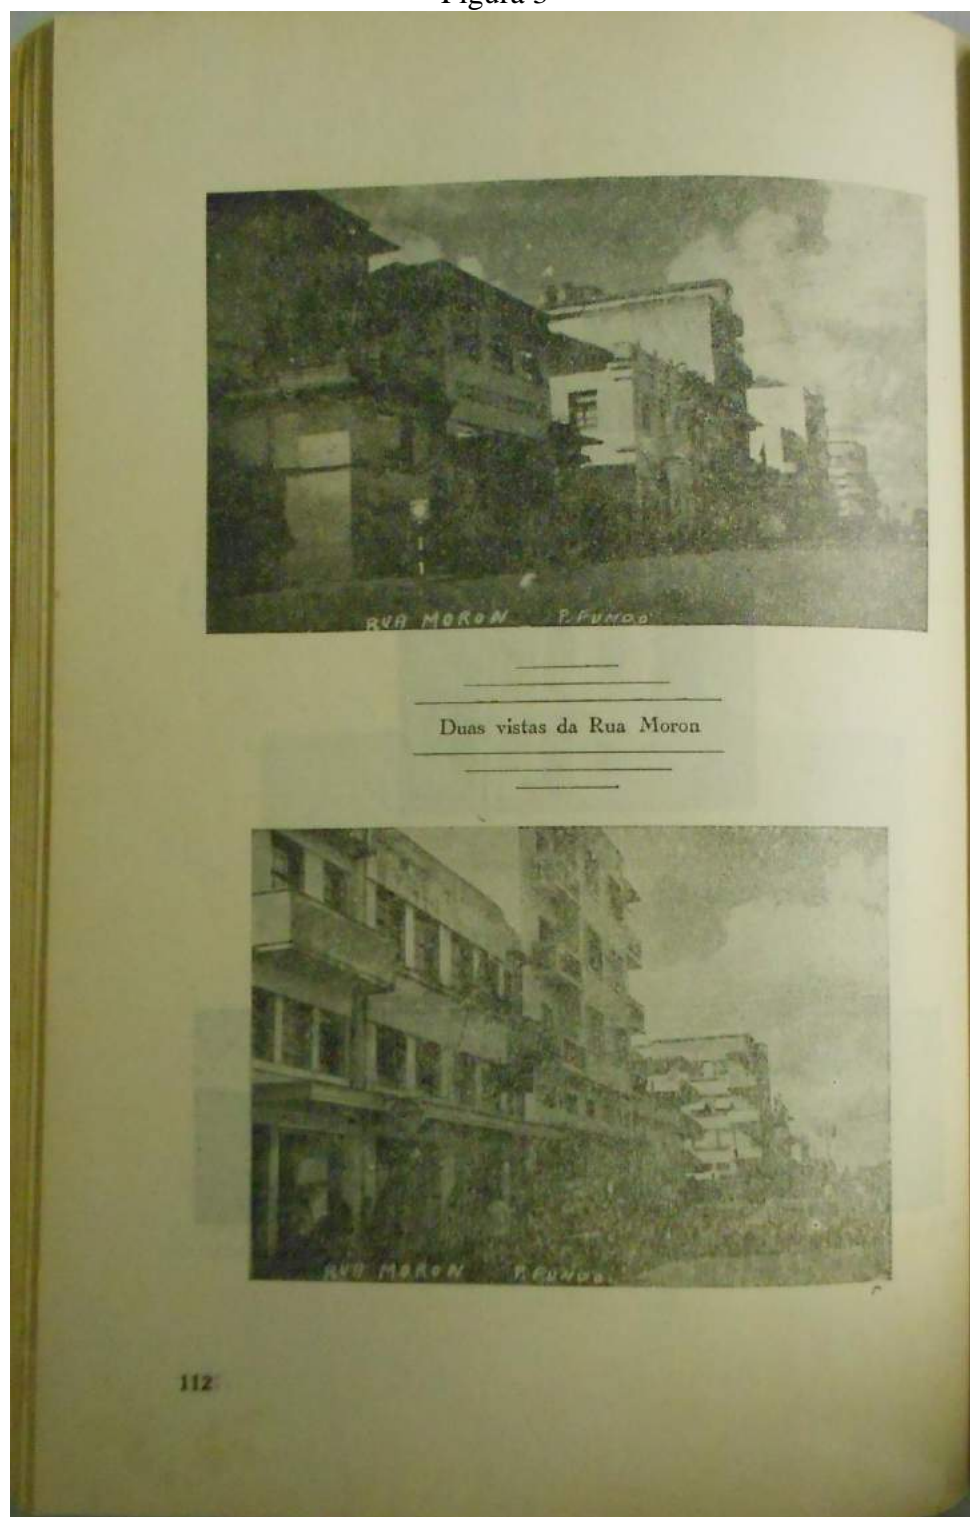 Figura 3
RUA MORON P. FUNDO
Duas vistas da Rua Moron
RUA MORON P. FUNDO.
112